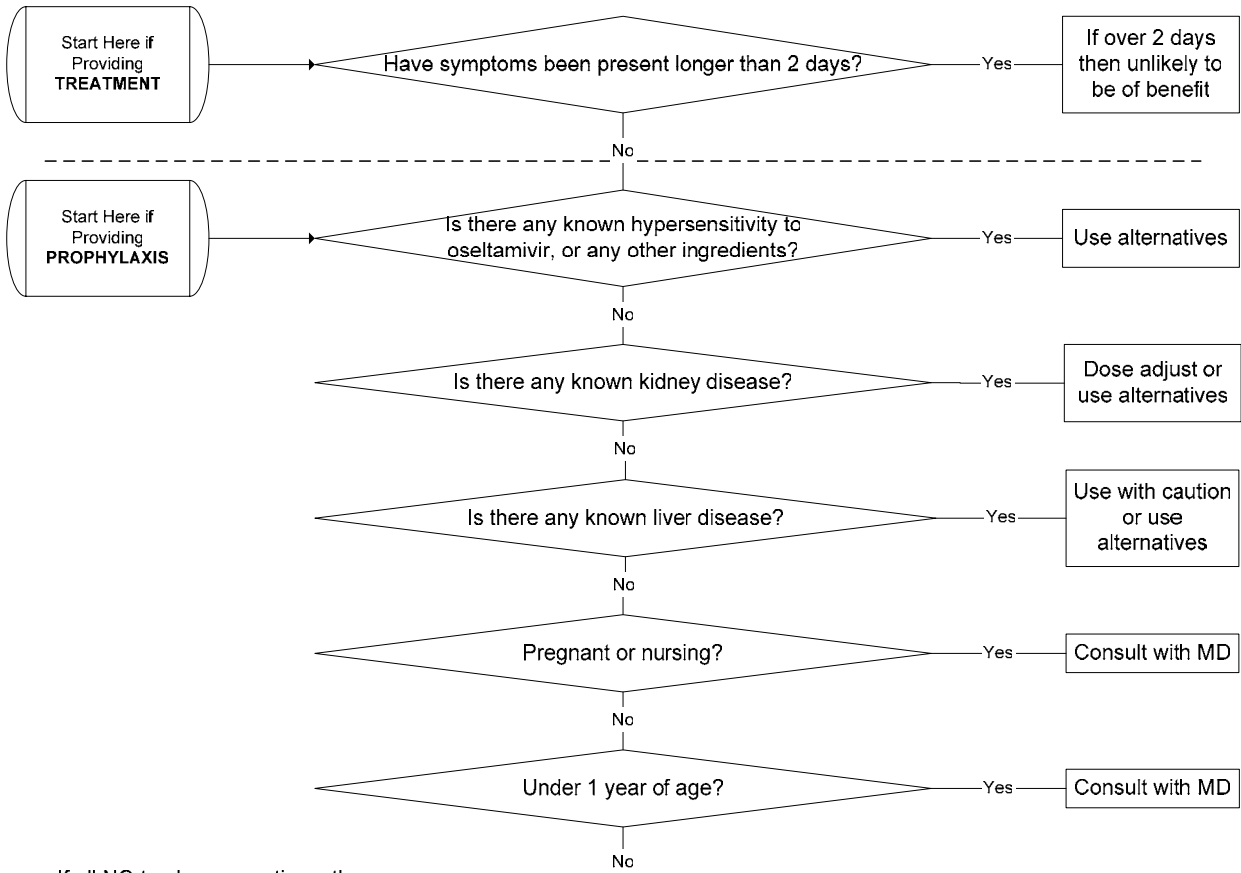 Start Here if
Providing
TREATMENT
Have symptoms been present longer than 2 days?
Yes
If over 2 days
then unlikely to
be of benefit
No
Start Here if
Providing
PROPHYLAXIS
Is there any known hypersensitivity to
oseltamivir, or any other ingredients?
Yes
Use alternatives
No
Is there any known kidney disease?
Yes
Dose adjust or
use alternatives
No
Is there any known liver disease?
Yes
Use with caution
or use
alternatives
No
Pregnant or nursing?
Yes
Consult with MD
No
Under 1 year of age?
Yes
Consult with MD
No
If all NO to